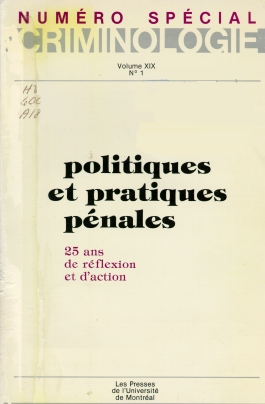 NUMÉRO SPÉCIAL
CRIMINOLOGIE
Volume XIX
N° 1
politiques
et pratiques
pénales
25 ans
de réflexion
et d'action
Les Presses
de l'Université
de Montréal